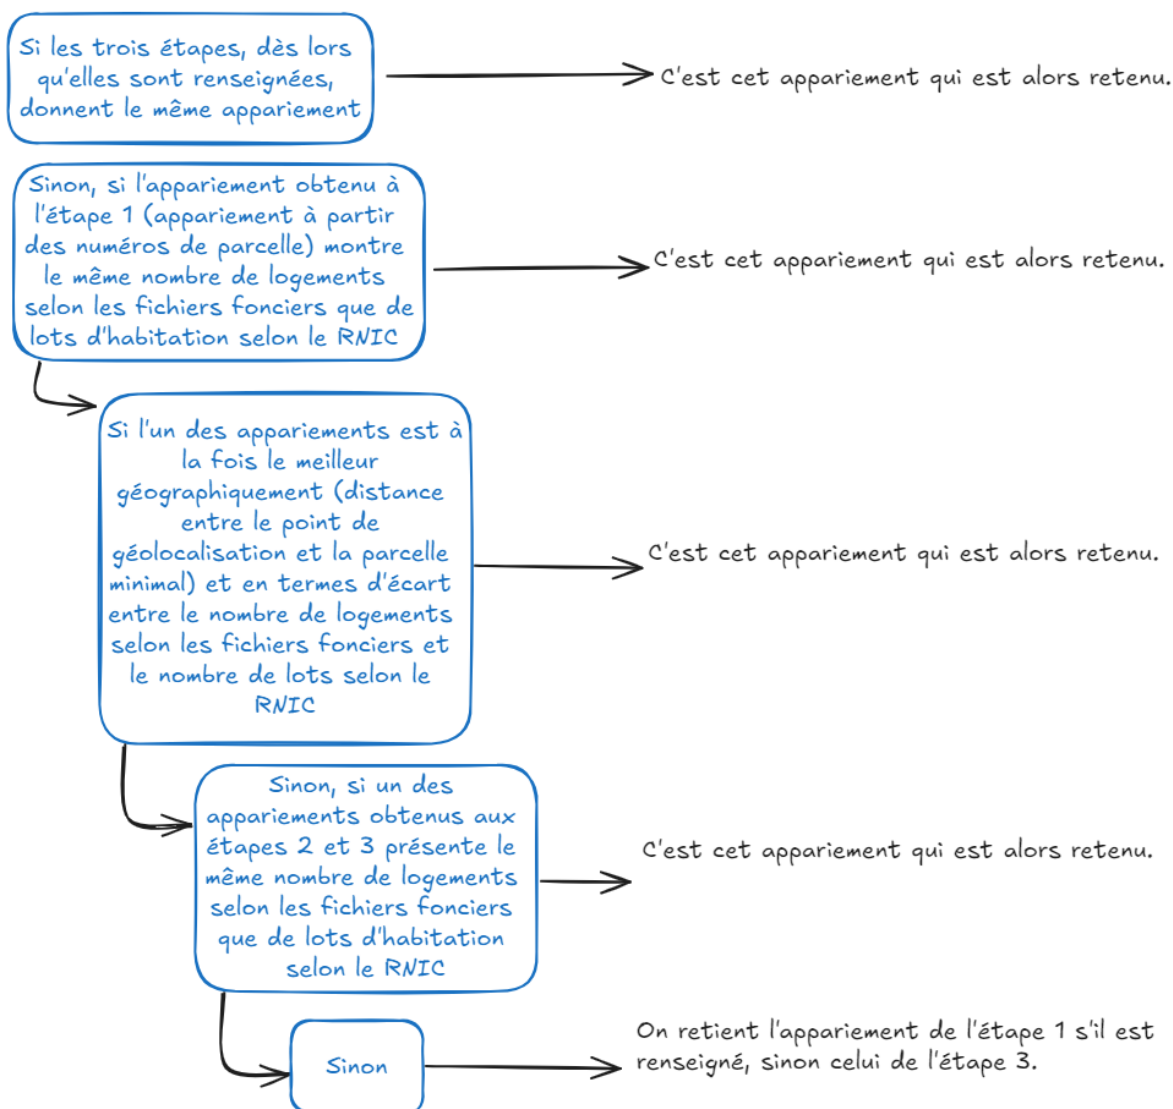 Si les trois étapes, dès lors
qu'elles sont renseignées,
donnent le même appariement
C'est cet appariement qui est alors retenu.
Sinon, si l'appariement obtenu à
l'étape 1 (appariement à partir
des numéros de parcelle) montre
le même nombre de logements
selon les fichiers fonciers que de
lots d'habitation selon le RNIC
C'est cet appariement qui est alors retenu.
Si l'un des appariements est à
la fois le meilleur
géographiquement (distance
entre le point de
géolocalisation et la parcelle
minimal) et en termes d'écart
entre le nombre de logements
selon les fichiers fonciers et
le nombre de lots selon le
RNIC
C'est cet appariement qui est alors retenu.
Sinon, si un des
appariements obtenus aux
étapes 2 et 3 présente le
même nombre de logements
selon les fichiers fonciers
que de lots d'habitation
selon le RNIC
C'est cet appariement qui est alors retenu.
Sinon
On retient l'appariement de l'étape 1 s'il est
renseigné, sinon celui de l'étape 3.